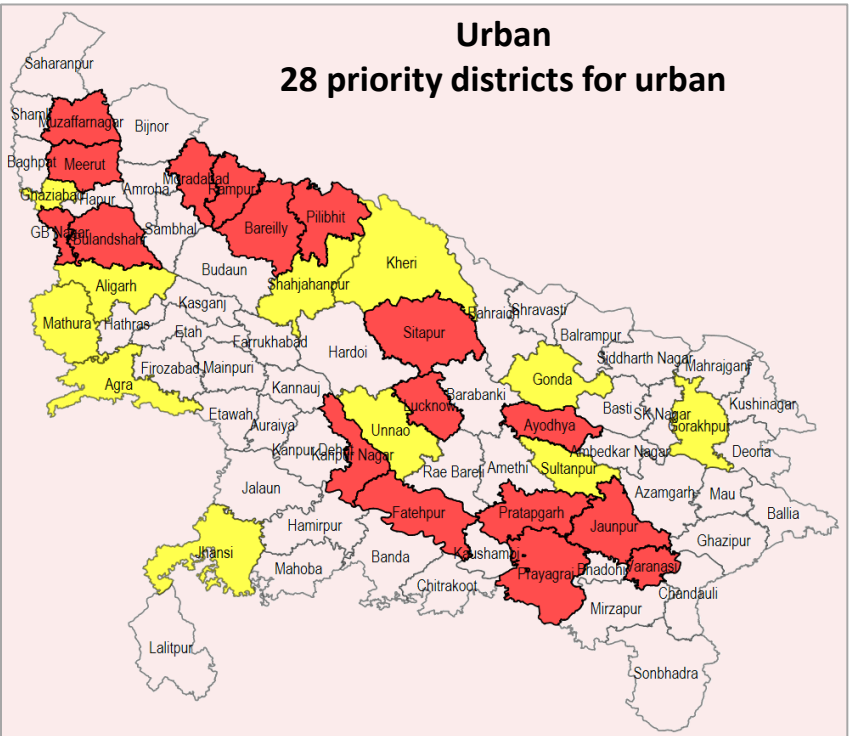 Urban
28 priority districts for urban
Saharanpur
Muzaffarnagar
Bijnor
Baghpat
Meerut
Moradabad
Rampur
Amroha
Ghaziabad
Hapur
Pilibhit
Bareilly
Sambhal
GB Nagar
Bulandshahr
Budaun
Kheri
Shahjahanpur
Aligarh
Kasganj
Mathura
Hathras
Etah
Sitapur
Bahraich
Shravasti
Balrampur
Farrukhabad
Hardoi
Siddharth Nagar
Mahrajganj
Firozabad
Mainpuri
Agra
Gonda
Kannauj
Barabanki
Lucknow
Basti
SK Nagar
Kushinagar
Etawah
Auraiya
Unnao
Ayodhya
Gorakhpur
Kanpur Dehat
Kanpur Nagar
Ambedkar Nagar
Deoria
Rae Bareli
Amethi
Sultanpur
Jalaun
Azamgarh
Mau
Ballia
Fatehpur
Pratapgarh
Jaunpur
Hamirpur
Ghazipur
Jhansi
Banda
Kaushambi
Mahoba
Prayagraj
Bhadohi
Varanasi
Chitrakoot
Chandauli
Mirzapur
Lalitpur
Sonbhadra